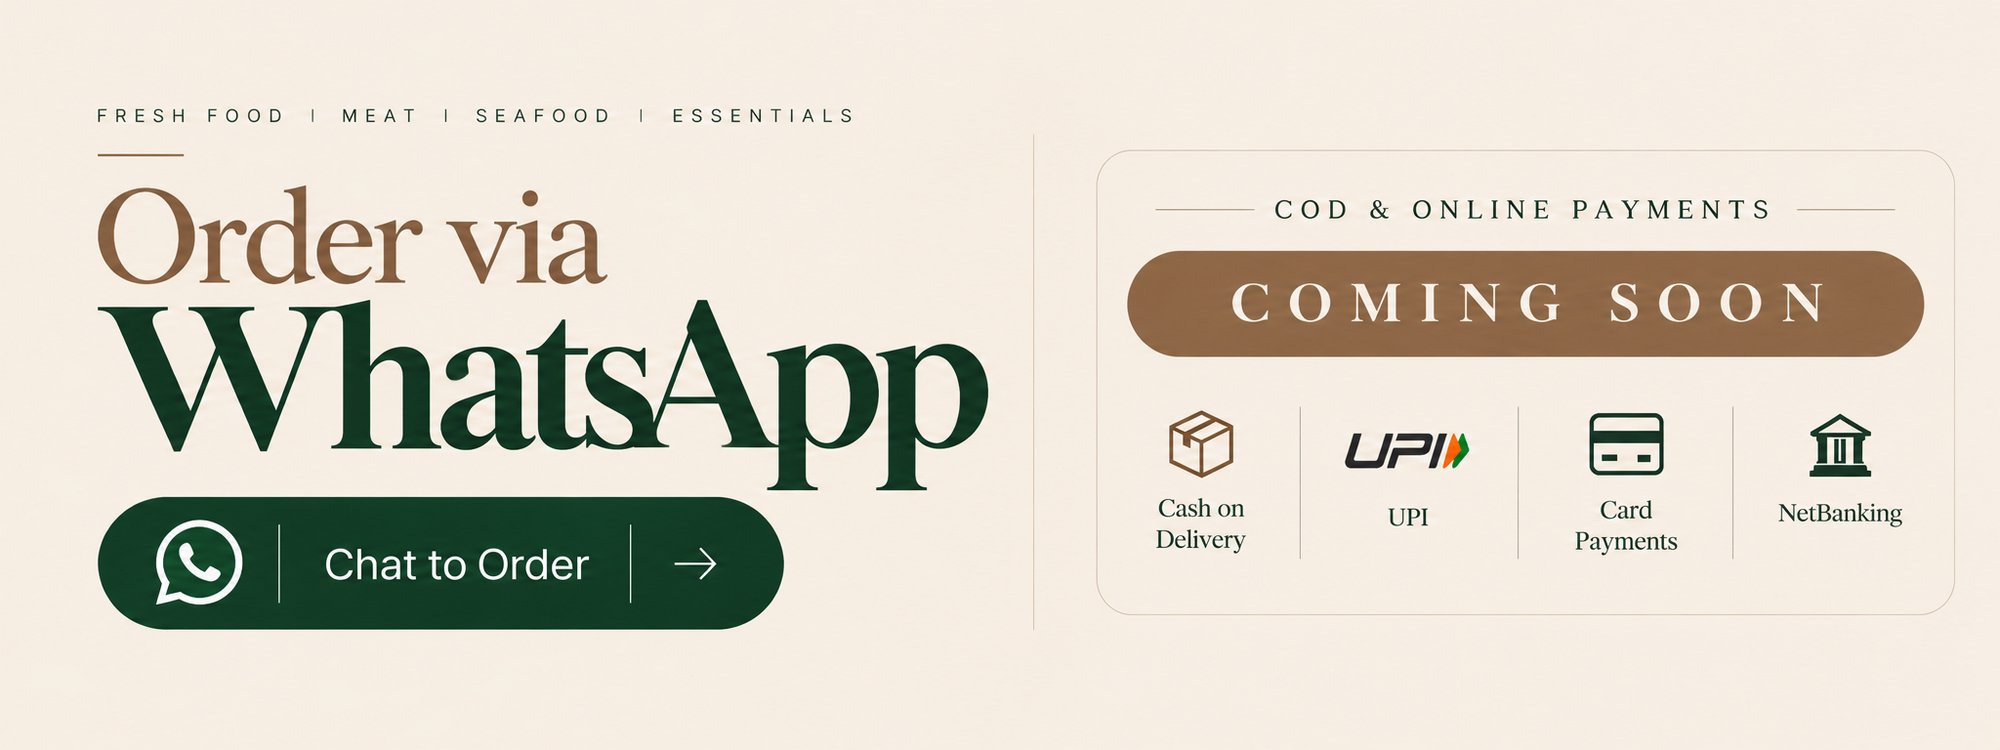 FRESH FOOD | MEAT | SEAFOOD | ESSENTIALS
Order via
WhatsApp
Chat to Order
COD & ONLINE PAYMENTS
COMING SOON
Cash on
Delivery
UPI
UPI
Card
Payments
NetBanking